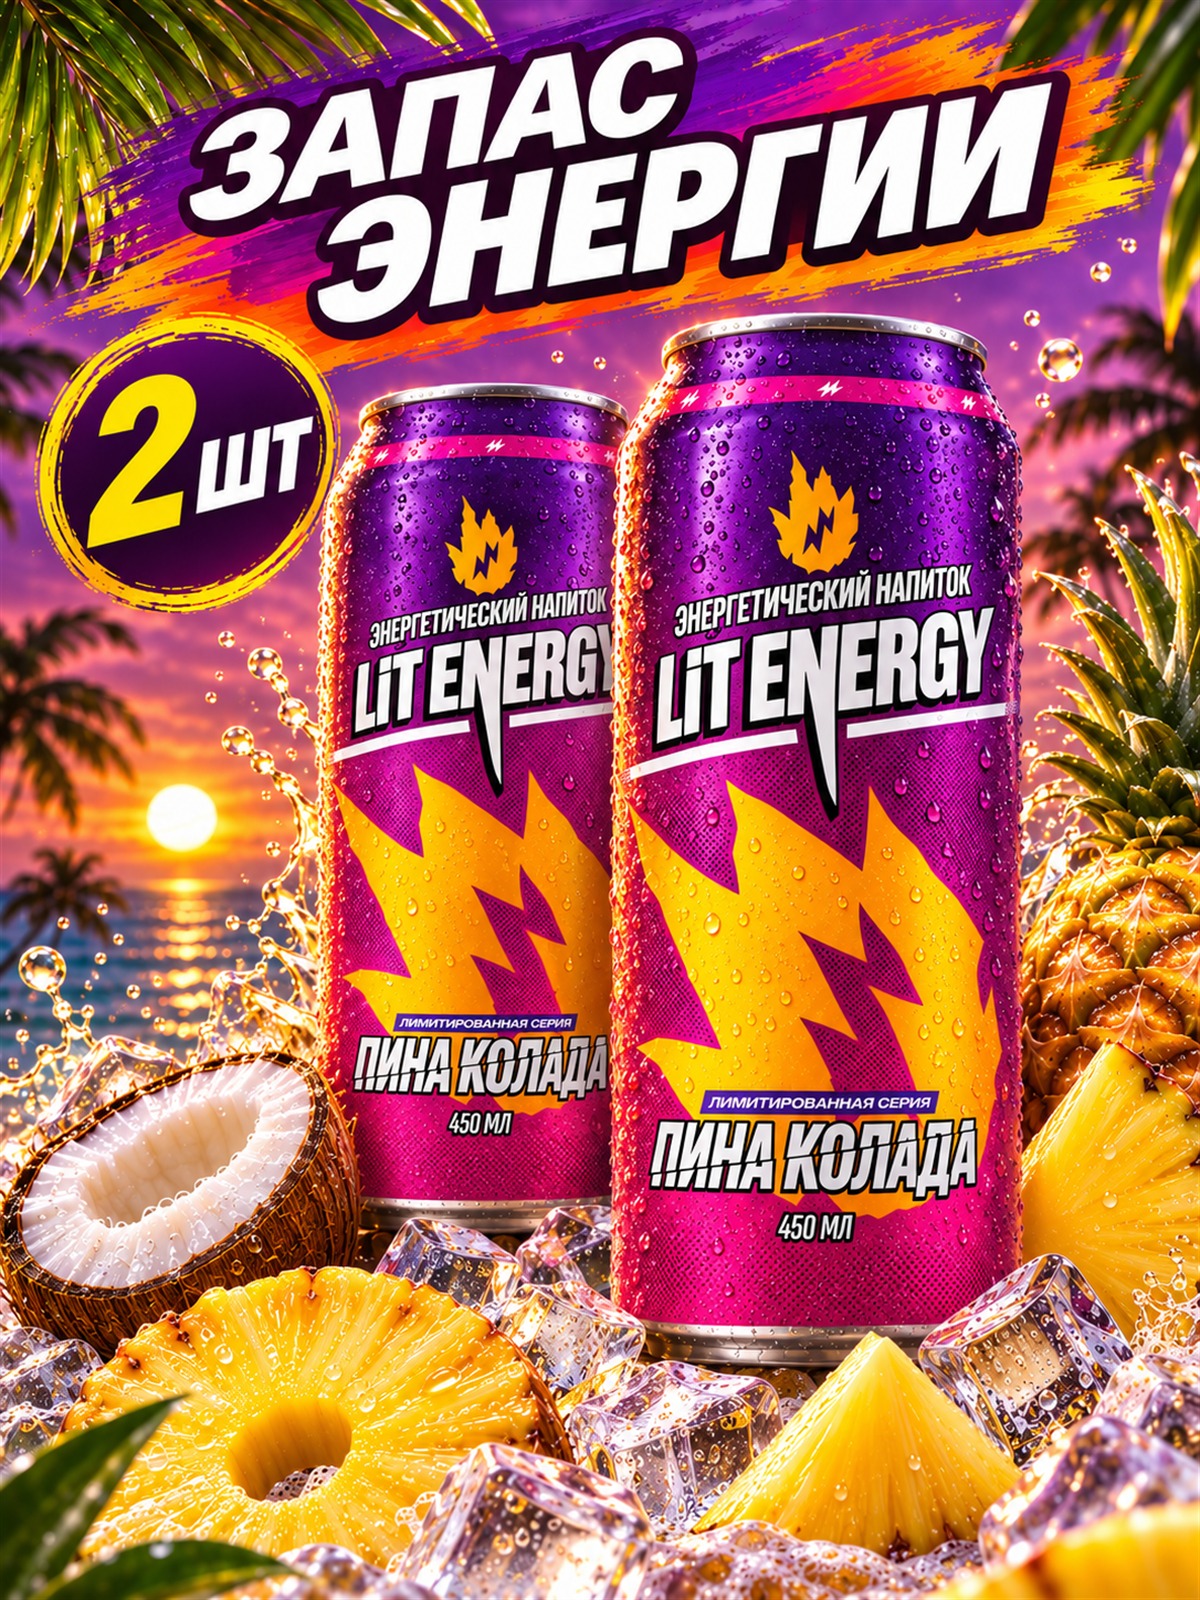 ЗАПАС
ЭНЕРГИИ
2 ШТ
ЭНЕРГЕТИЧЕСКИЙ НАПИТОК
LIT ENERGY
ЛИМИТИРОВАННАЯ СЕРИЯ
ПИНА КОЛАДА
450 МЛ
ЭНЕРГЕТИЧЕСКИЙ НАПИТОК
LIT ENERGY
ЛИМИТИРОВАННАЯ СЕРИЯ
ПИНА КОЛАДА
450 МЛ